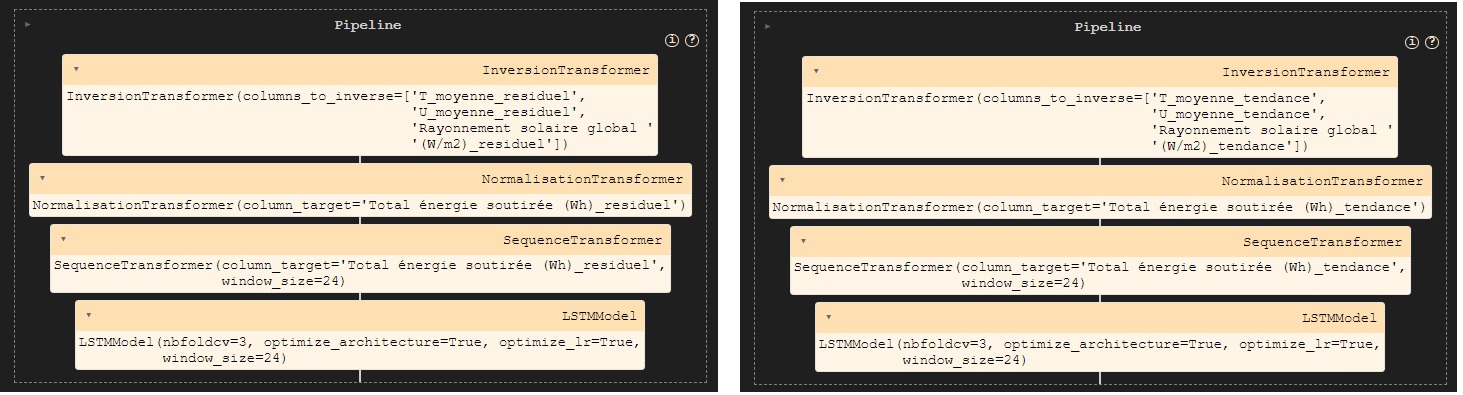 Pipeline
i ?
InversionTransformer
InversionTransformer(columns_to_inverse=['T_moyenne_residuel',
'U_moyenne_residuel',
'Rayonnement solaire global '
'(W/m2)_residuel'])
NormalisationTransformer
NormalisationTransformer(column_target='Total énergie soutirée (Wh)_residuel')
SequenceTransformer
SequenceTransformer(column_target='Total énergie soutirée (Wh)_residuel',
window_size=24)
LSTMModel
LSTMModel(nbfoldcv=3, optimize_architecture=True, optimize_lr=True,
window_size=24)
Pipeline
i ?
InversionTransformer
InversionTransformer(columns_to_inverse=['T_moyenne_tendance',
'U_moyenne_tendance',
'Rayonnement solaire global '
'(W/m2)_tendance'])
NormalisationTransformer
NormalisationTransformer(column_target='Total énergie soutirée (Wh)_tendance')
SequenceTransformer
SequenceTransformer(column_target='Total énergie soutirée (Wh)_tendance',
window_size=24)
LSTMModel
LSTMModel(nbfoldcv=3, optimize_architecture=True, optimize_lr=True,
window_size=24)